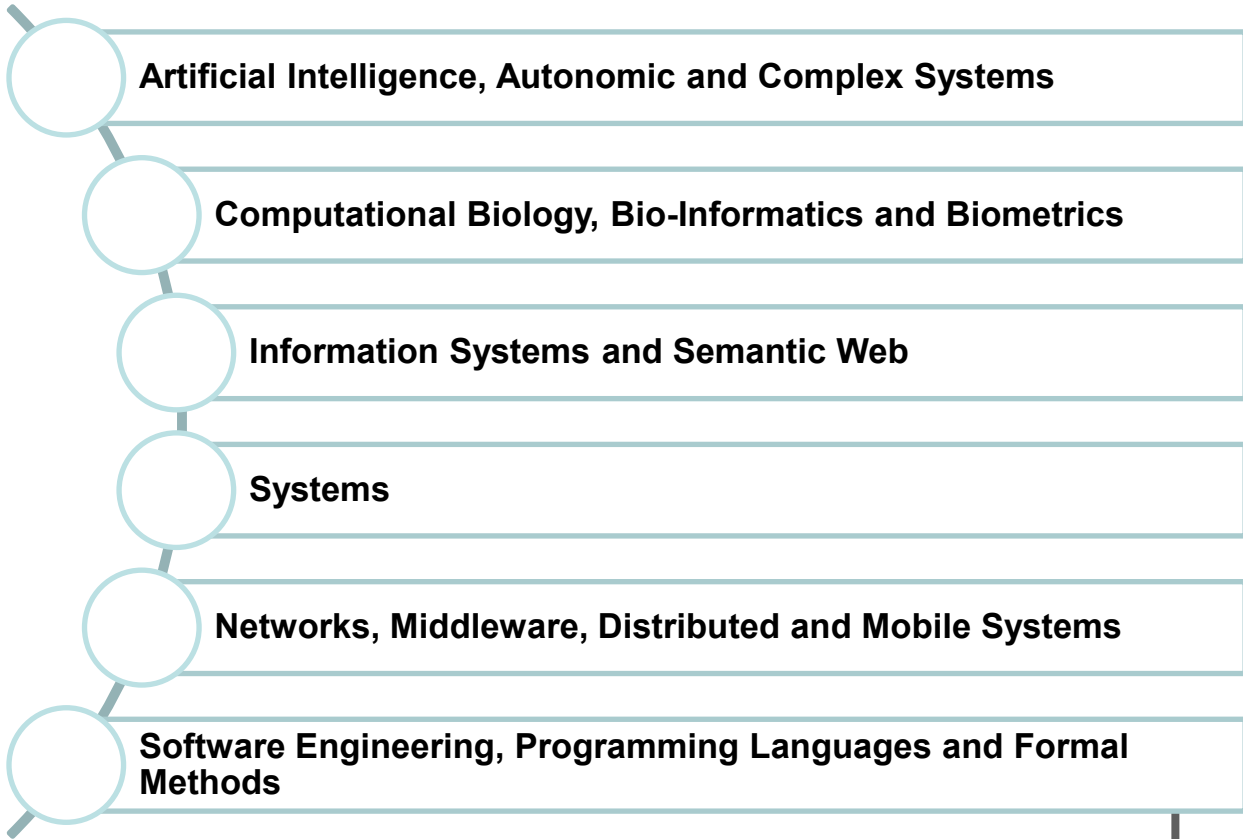 Artificial Intelligence, Autonomic and Complex Systems
Computational Biology, Bio-Informatics and Biometrics
Information Systems and Semantic Web
Systems
Networks, Middleware, Distributed and Mobile Systems
Software Engineering, Programming Languages and Formal
Methods